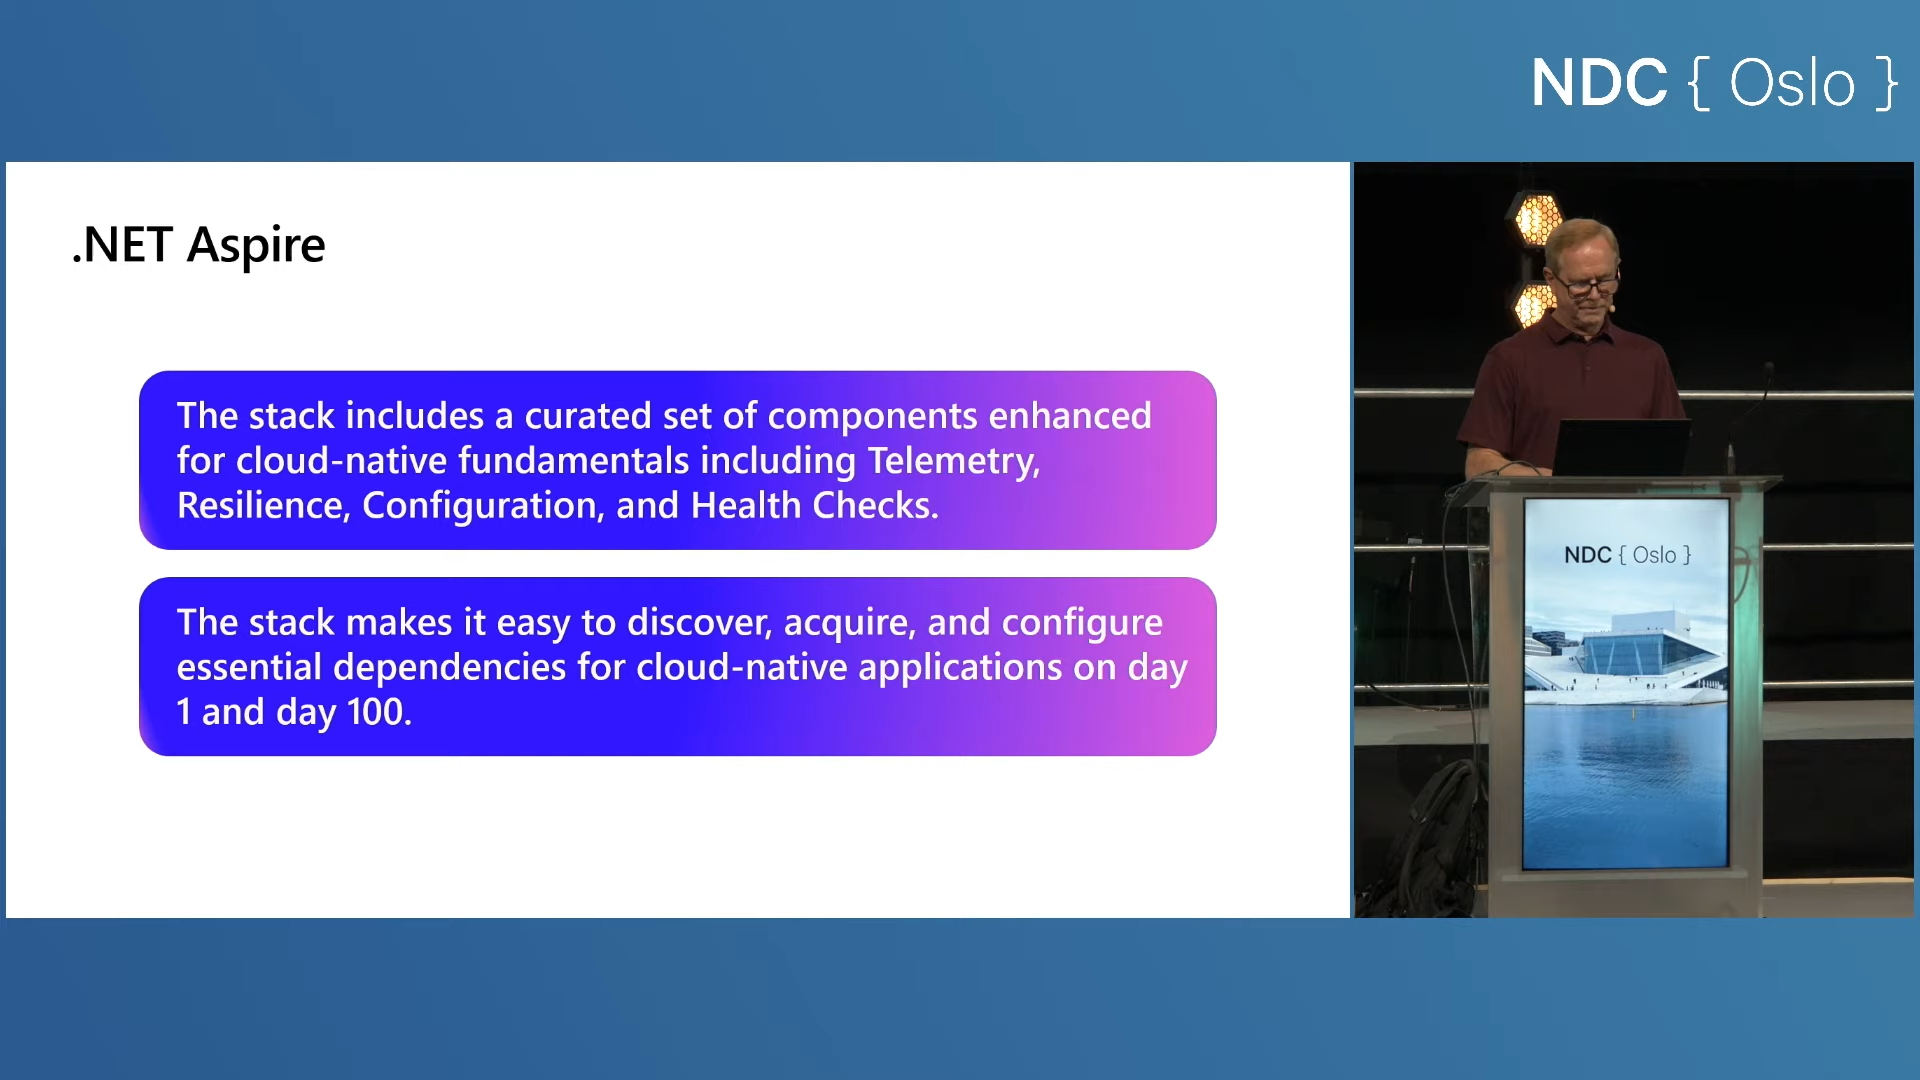 NDC { Oslo }
.NET Aspire
The stack includes a curated set of components enhanced
for cloud-native fundamentals including Telemetry,
Resilience, Configuration, and Health Checks.
The stack makes it easy to discover, acquire, and configure
essential dependencies for cloud-native applications on day
1 and day 100.
NDC { Oslo }